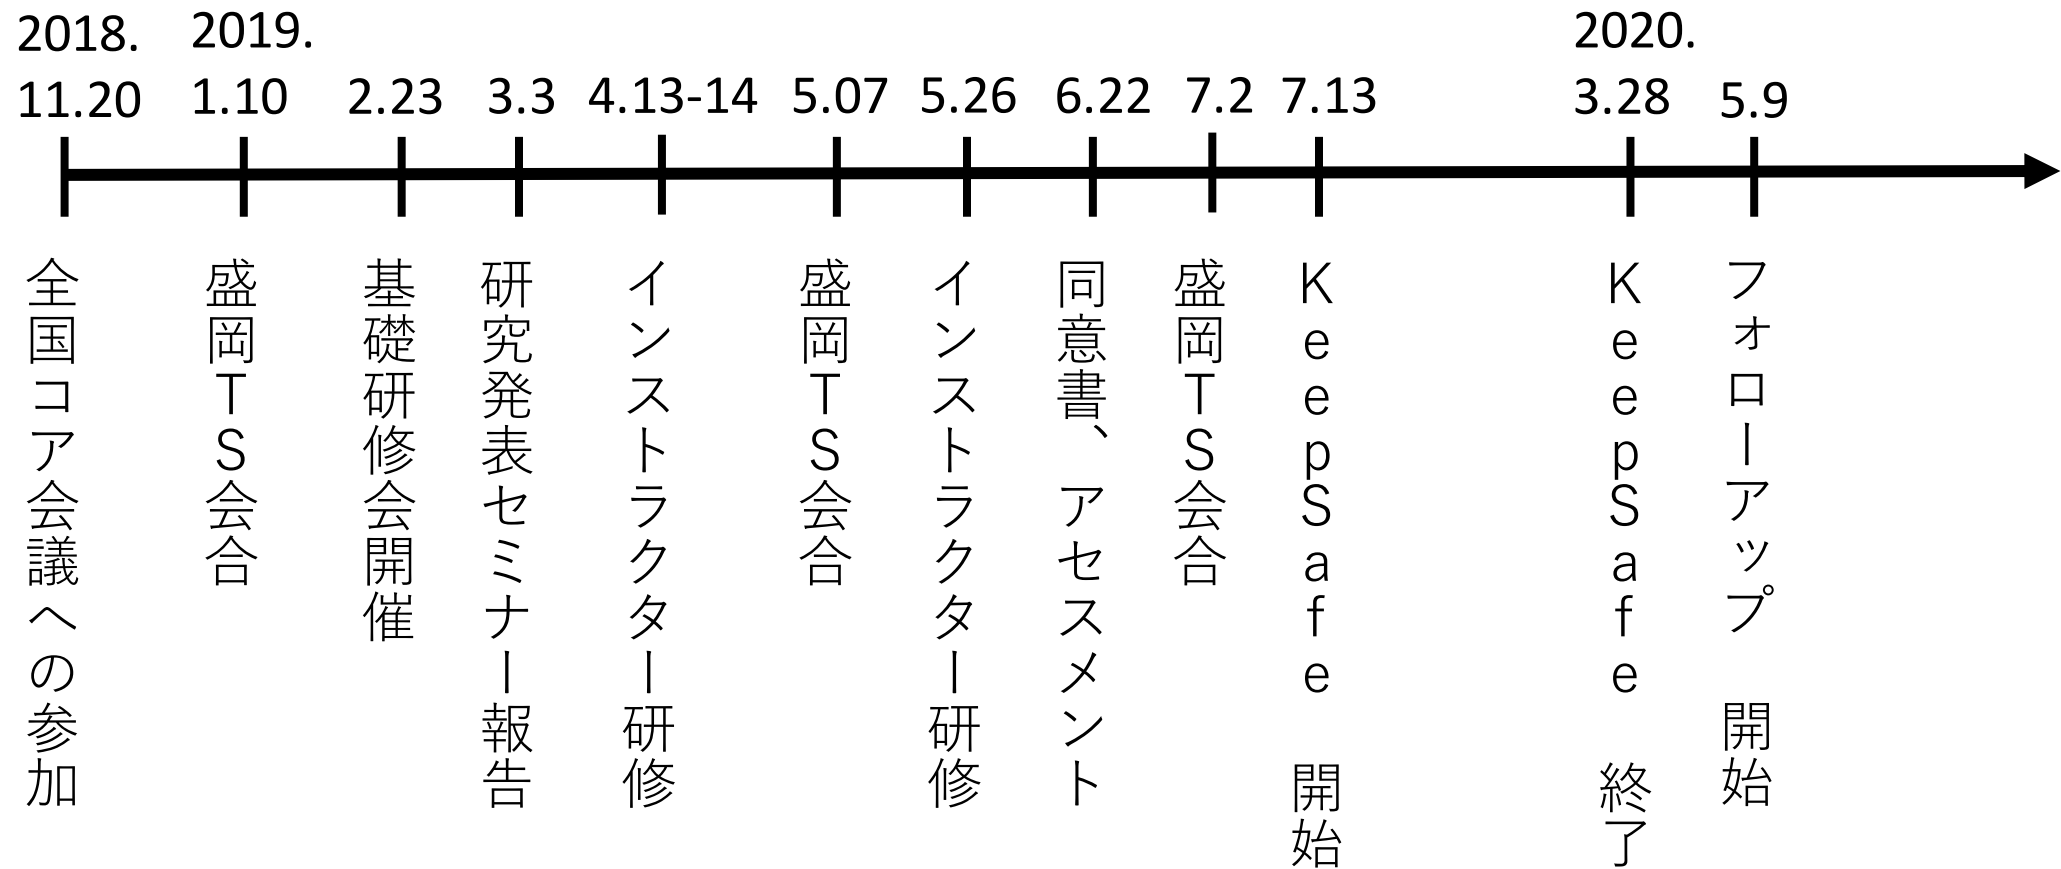 2018.
11.20
2019.
1.10
2.23
3.3
4.13-14
5.07
5.26
6.22
7.2
7.13
2020.
3.28
5.9
全国コア会議への参加
盛岡TS会合
基礎研修会開催
研究発表セミナー報告
インストラクター研修
盛岡TS会合
インストラクター研修
同意書、アセスメント
盛岡TS会合
KeepSafe 開始
KeepSafe 終了
フォローアップ 開始